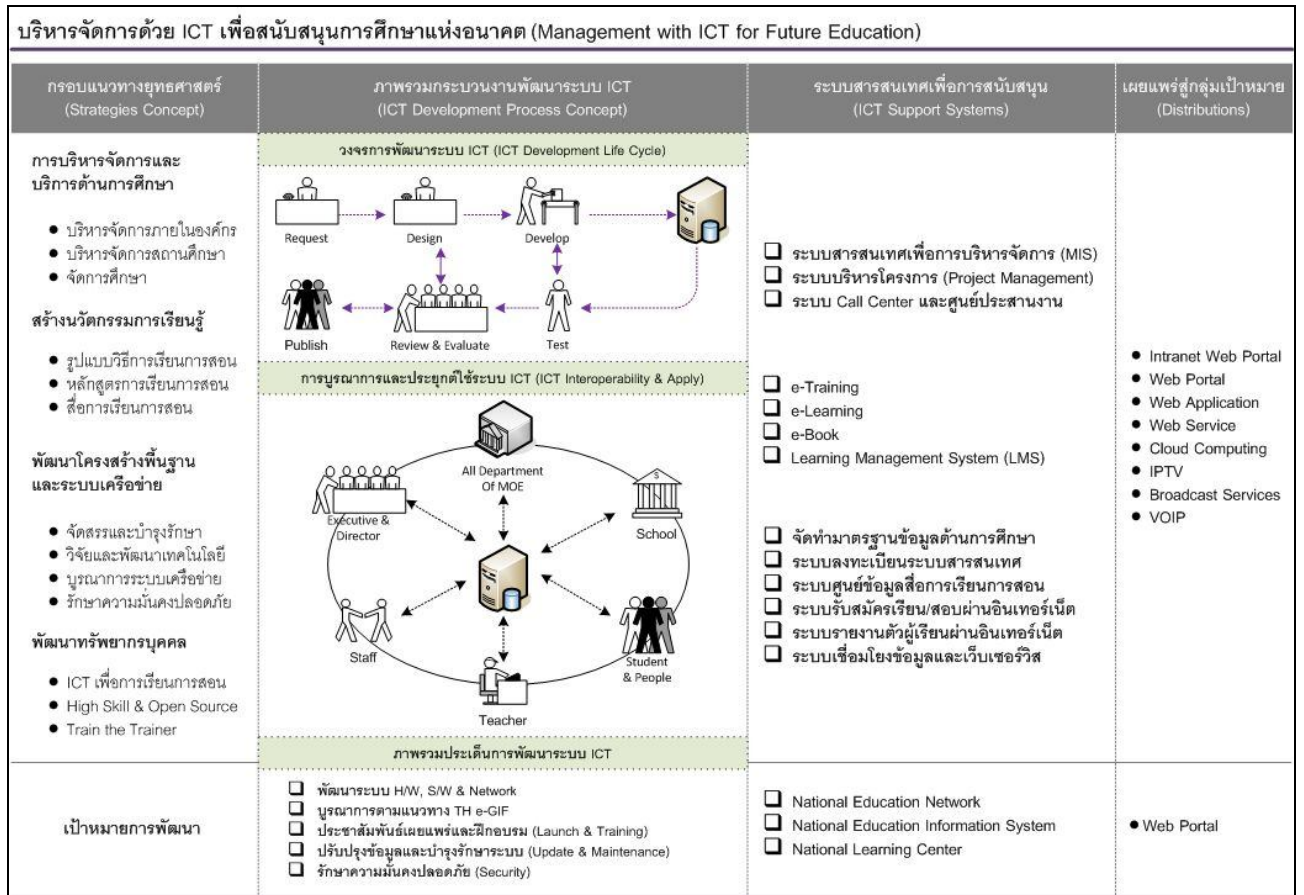 บริหารจัดการด้วย ICT เพื่อสนับสนุนการศึกษาแห่งอนาคต (Management with ICT for Future Education)
กรอบแนวทางยุทธศาสตร์
(Strategies Concept)
ภาพรวมกระบวนงานพัฒนาระบบ ICT
(ICT Development Process Concept)
ระบบสารสนเทศเพื่อการสนับสนุน
(ICT Support Systems)
เผยแพร่สู่กลุ่มเป้าหมาย
(Distributions)
การบริหารจัดการและ
บริการด้านการศึกษา
● บริหารจัดการภายในองค์กร
● บริหารจัดการสถานศึกษา
● จัดการศึกษา
สร้างนวัตกรรมการเรียนรู้
● รูปแบบวิธีการเรียนการสอน
● หลักสูตรการเรียนการสอน
● สื่อการเรียนการสอน
พัฒนาโครงสร้างพื้นฐาน
และระบบเครือข่าย
● จัดสรรและบำรุงรักษา
● วิจัยและพัฒนาเทคโนโลยี
● บูรณาการระบบเครือข่าย
● รักษาความมั่นคงปลอดภัย
พัฒนาทรัพยากรบุคคล
● ICT เพื่อการเรียนการสอน
● High Skill & Open Source
● Train the Trainer
วงจรการพัฒนาระบบ ICT (ICT Development Life Cycle)
Request
Design
Develop
Publish
Review & Evaluate
Test
การบูรณาการและประยุกต์ใช้ระบบ ICT (ICT Interoperability & Apply)
All Department
Of MOE
Executive &
Director
School
Staff
Student
& People
Teacher
ภาพรวมประเด็นการพัฒนาระบบ ICT
❑ ระบบสารสนเทศเพื่อการบริหารจัดการ (MIS)
❑ ระบบบริหารโครงการ (Project Management)
❑ ระบบ Call Center และศูนย์ประสานงาน
❑ e-Training
❑ e-Learning
❑ e-Book
❑ Learning Management System (LMS)
❑ จัดทำมาตรฐานข้อมูลด้านการศึกษา
❑ ระบบลงทะเบียนระบบสารสนเทศ
❑ ระบบศูนย์ข้อมูลสื่อการเรียนการสอน
❑ ระบบรับสมัครเรียน/สอบผ่านอินเทอร์เน็ต
❑ ระบบรายงานตัวผู้เรียนผ่านอินเทอร์เน็ต
❑ ระบบเชื่อมโยงข้อมูลและเว็บเซอร์วิส
● Intranet Web Portal
● Web Portal
● Web Application
● Web Service
● Cloud Computing
● IPTV
● Broadcast Services
● VOIP
เป้าหมายการพัฒนา
❑ พัฒนาระบบ H/W, S/W & Network
❑ บูรณาการตามแนวทาง TH e-GIF
❑ ประชาสัมพันธ์เผยแพร่และฝึกอบรม (Launch & Training)
❑ ปรับปรุงข้อมูลและบำรุงรักษาระบบ (Update & Maintenance)
❑ รักษาความมั่นคงปลอดภัย (Security)
❑ National Education Network
❑ National Education Information System
❑ National Learning Center
● Web Portal